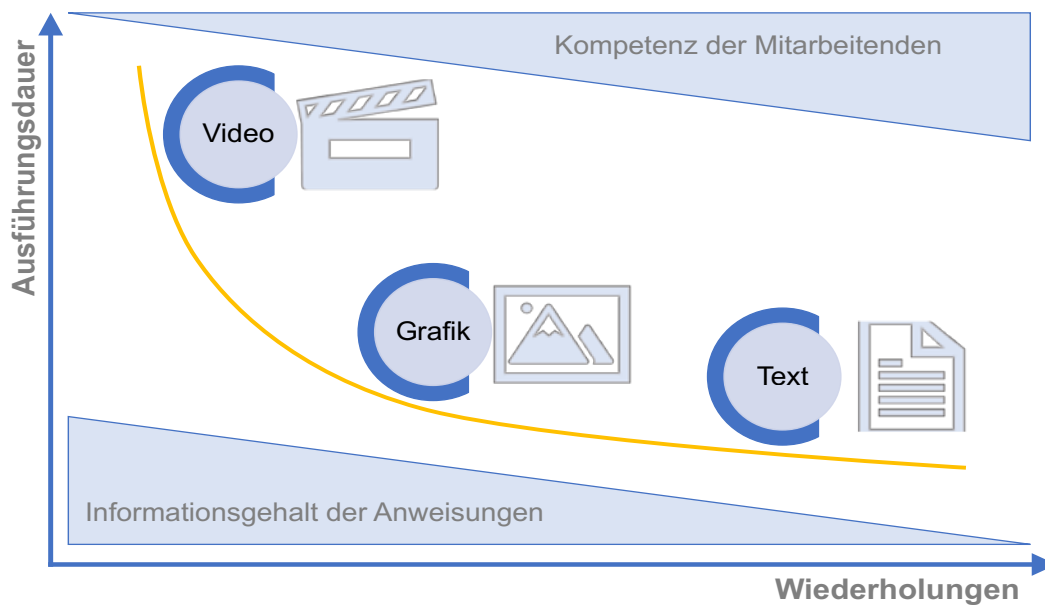 Kompetenz der Mitarbeitenden
Ausführungsdauer
Video
Grafik
Text
Informationsgehalt der Anweisungen
Wiederholungen